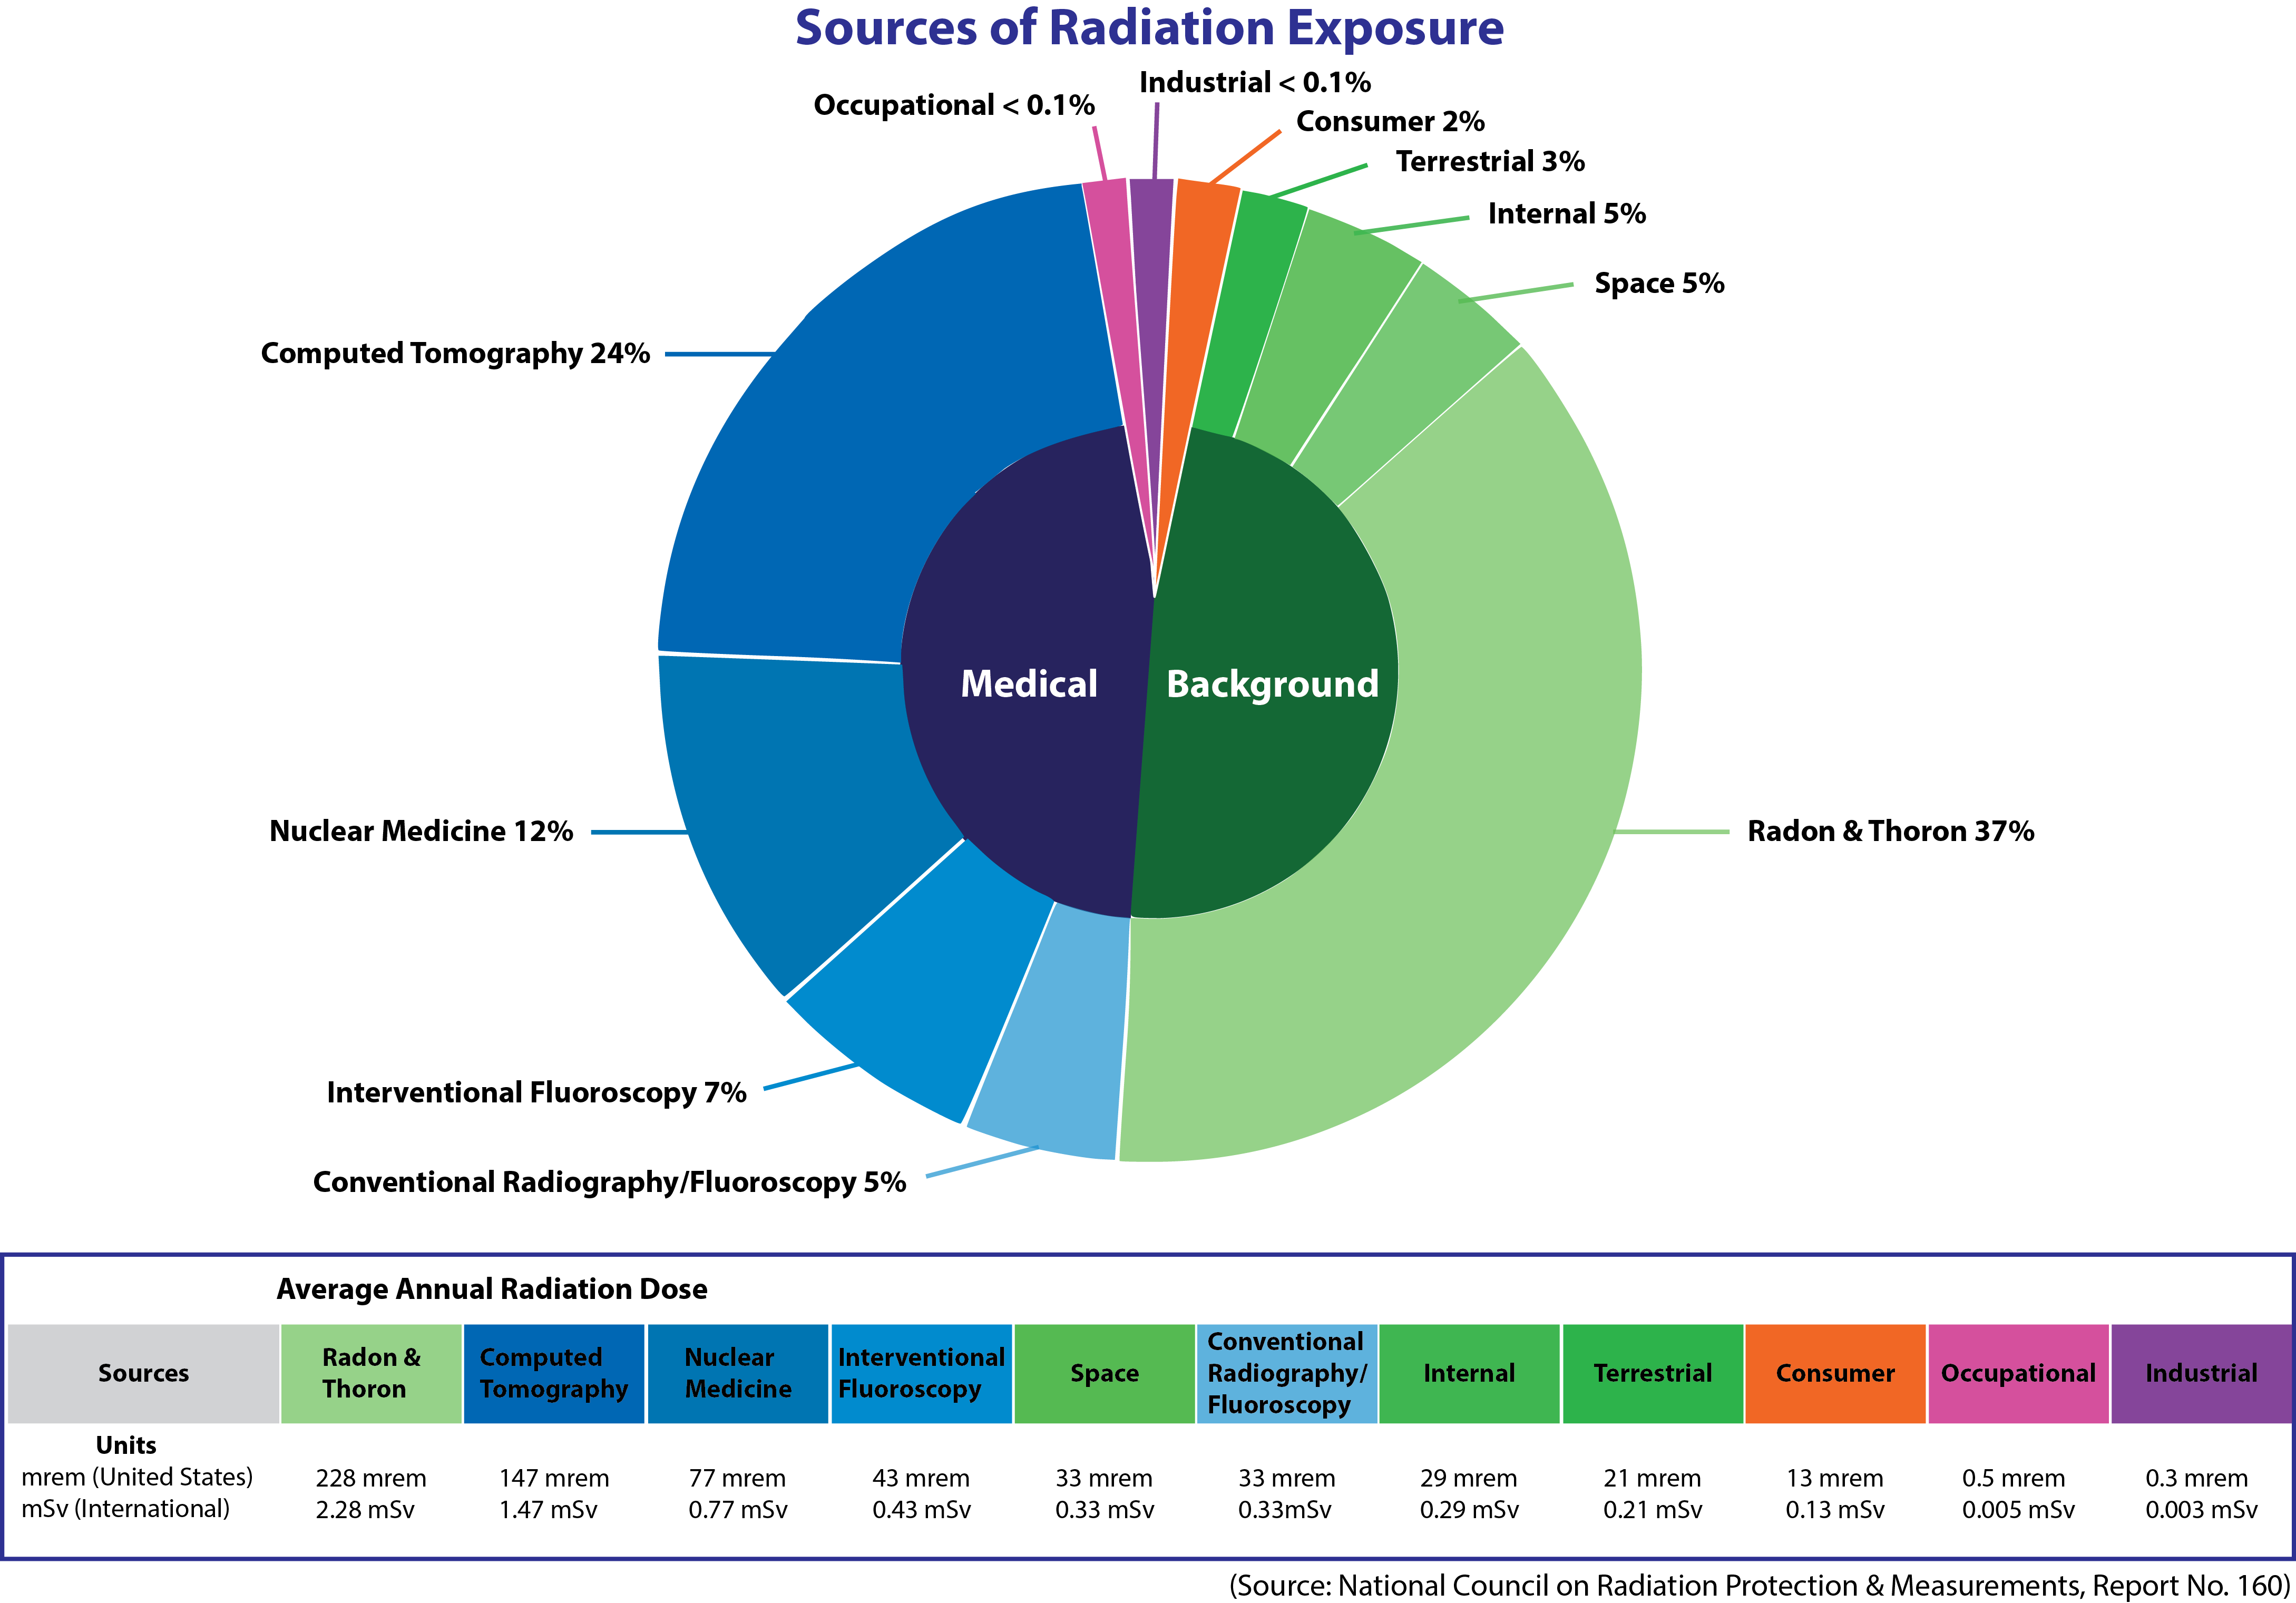 Sources of Radiation Exposure
Industrial < 0.1%
Occupational < 0.1%
Consumer 2%
Terrestrial 3%
Internal 5%
Space 5%
Computed Tomography 24%
Medical
Background
Nuclear Medicine 12%
Radon & Thoron 37%
Interventional Fluoroscopy 7%
Conventional Radiography/Fluoroscopy 5%
Average Annual Radiation Dose
Sources
Radon &
Thoron
Computed
Tomography
Nuclear
Medicine
Interventional
Fluoroscopy
Space
Conventional
Radiography/
Fluoroscopy
Internal
Terrestrial
Consumer
Occupational
Industrial
Units
mrem (United States) 228 mrem 147 mrem 77 mrem 43 mrem 33 mrem 33 mrem 29 mrem 21 mrem 13 mrem 0.5 mrem 0.3 mrem
mSv (International) 2.28 mSv 1.47 mSv 0.77 mSv 0.43 mSv 0.33 mSv 0.33mSv 0.29 mSv 0.21 mSv 0.13 mSv 0.005 mSv 0.003 mSv
(Source: National Council on Radiation Protection & Measurements, Report No. 160)